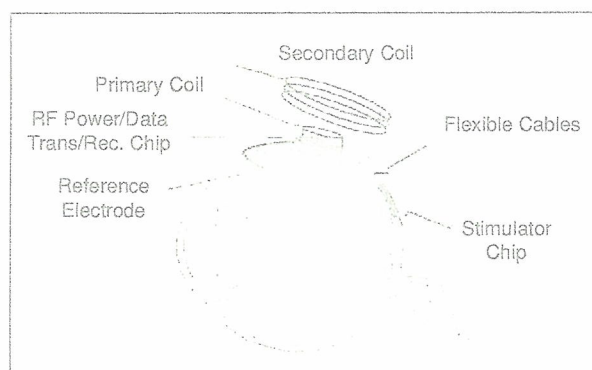 Secondary Coil
Primary Coil
RF Power/Data
Trans/Rec. Chip
Flexible Cables
Reference
Electrode
Stimulator
Chip